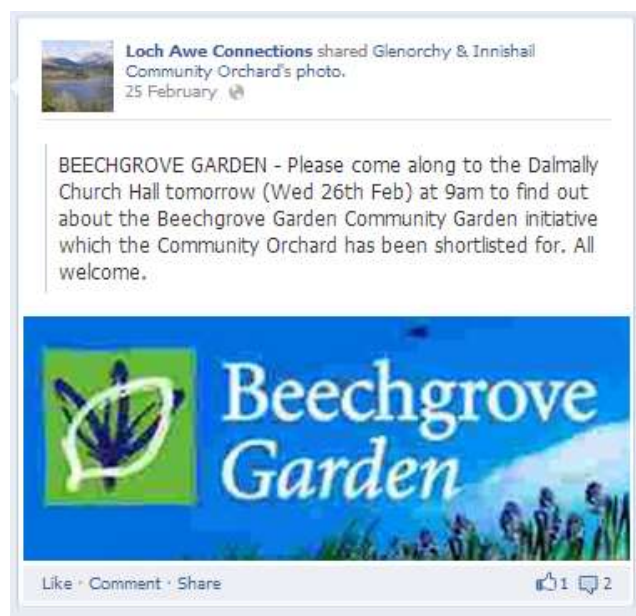 Loch Awe Connections shared Glenorchy & Innishail
Community Orchard's photo.
25 February
BEECHGROVE GARDEN - Please come along to the Dalmally
Church Hall tomorrow (Wed 26th Feb) at 9am to find out
about the Beechgrove Garden Community Garden initiative
which the Community Orchard has been shortlisted for. All
welcome.
Beechgrove
Garden
Like · Comment · Share 1 2